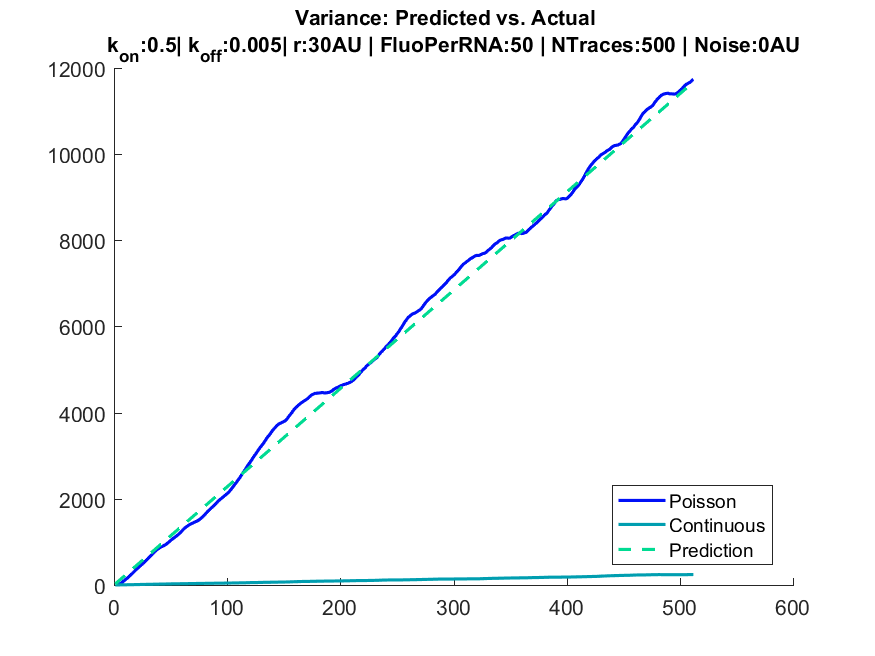 Variance: Predicted vs. Actual
kon:0.5| koff:0.005| r:30AU | FluoPerRNA:50 | NTraces:500 | Noise:0AU
12000
10000
8000
6000
4000
2000
0
Poisson
Continuous
Prediction
0 100 200 300 400 500 600